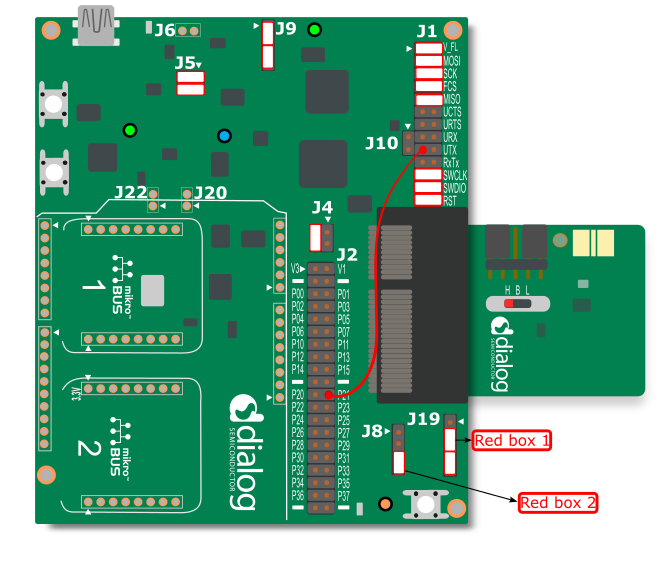 J6
J9
J1
V_FL
MOSI
SCK
FCS
MISO
UCTS
URTS
URX
UTX
RxTx
SWCLK
SWDIO
RST
J5
J10
J22
J20
J4
J2
V3
V1
P00
P01
P02
P03
P04
P05
P06
P07
P10
P11
P12
P13
P14
P15
P20
P21
P22
P23
P24
P25
P26
P27
P28
P29
P30
P31
P32
P33
P34
P35
P36
P37
1
mikro™
BUS
3.3V
2
mikro™
BUS
dialog
SEMICONDUCTOR
H B L
dialog
SEMICONDUCTOR
J8
J19
Red box 1
Red box 2